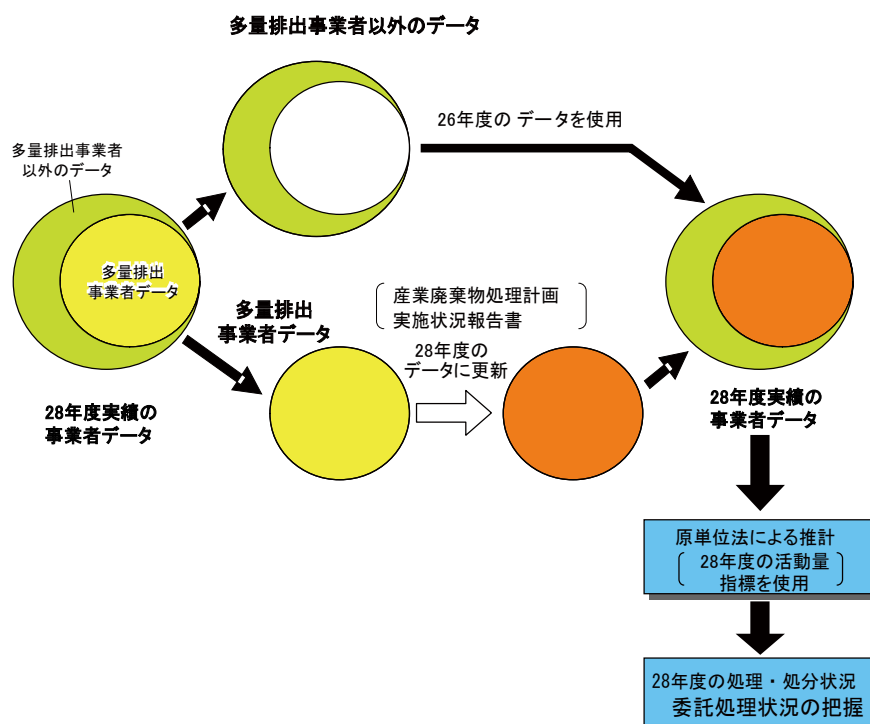 多量排出事業者以外のデータ
26年度の データを使用
多量排出事業者
以外のデータ
多量排出
事業者データ
多量排出
事業者データ
産業廃棄物処理計画
実施状況報告書
28年度の
データに更新
28年度実績の
事業者データ
28年度実績の
事業者データ
原単位法による推計
28年度の活動量
指標を使用
28年度の処理・処分状況
委託処理状況の把握